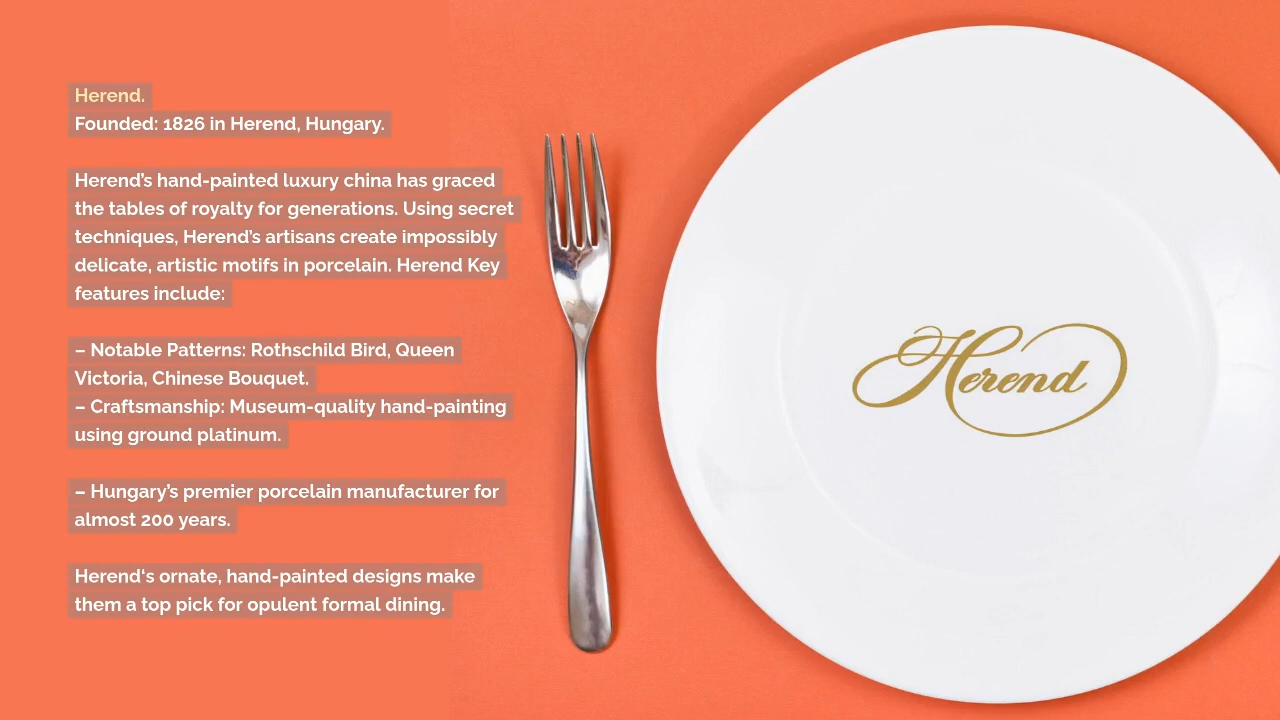 Herend.
Founded: 1826 in Herend, Hungary.
Herend’s hand-painted luxury china has graced
the tables of royalty for generations. Using secret
techniques, Herend’s artisans create impossibly
delicate, artistic motifs in porcelain. Herend Key
features include:
– Notable Patterns: Rothschild Bird, Queen
Victoria, Chinese Bouquet.
– Craftsmanship: Museum-quality hand-painting
using ground platinum.
– Hungary’s premier porcelain manufacturer for
almost 200 years.
Herend‘s ornate, hand-painted designs make
them a top pick for opulent formal dining.
Herend